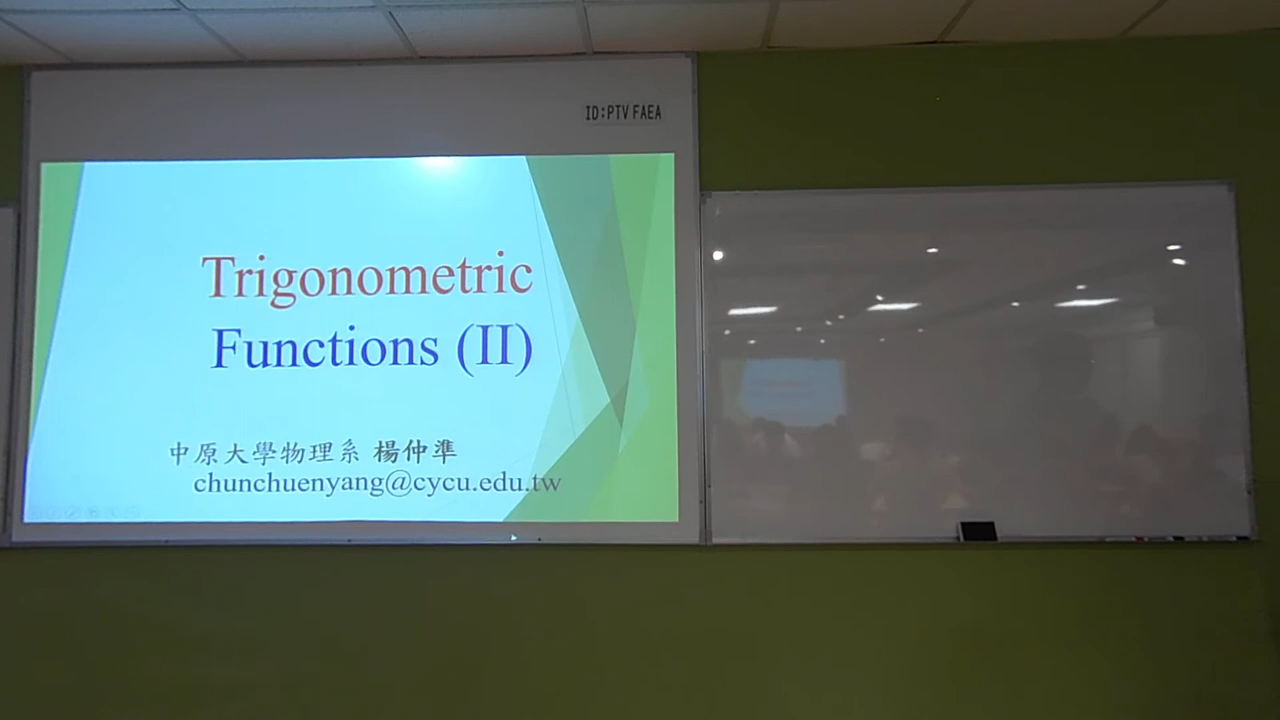 ID:PTV FAEA
Trigonometric
Functions (II)
中原大學物理系 楊仲準
chunchuenyang@cycu.edu.tw